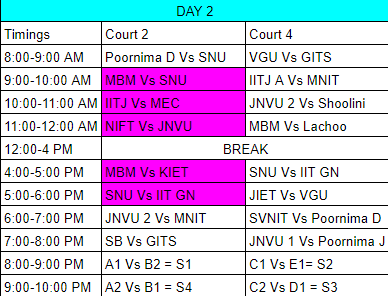 DAY 2
Timings Court 2 Court 4
8:00-9:00 AM Poornima D Vs SNU VGU Vs GITS
9:00-10:00 AM MBM Vs SNU IITJ A Vs MNIT
10:00-11:00 AM IITJ Vs MEC JNVU 2 Vs Shoolini
11:00-12:00 AM NIFT Vs JNVU MBM Vs Lachoo
12:00-4 PM BREAK
4:00-5:00 PM MBM Vs KIET SNU Vs IIT GN
5:00-6:00 PM SNU Vs IIT GN JIET Vs VGU
6:00-7:00 PM JNVU 2 Vs MNIT SVNIT Vs Poornima D
7:00-8:00 PM SB Vs GITS JNVU 1 Vs Poornima J
8:00-9:00 PM A1 Vs B2 = S1 C1 Vs E1= S2
9:00-10:00 PM A2 Vs B1 = S4 C2 Vs D1 = S3